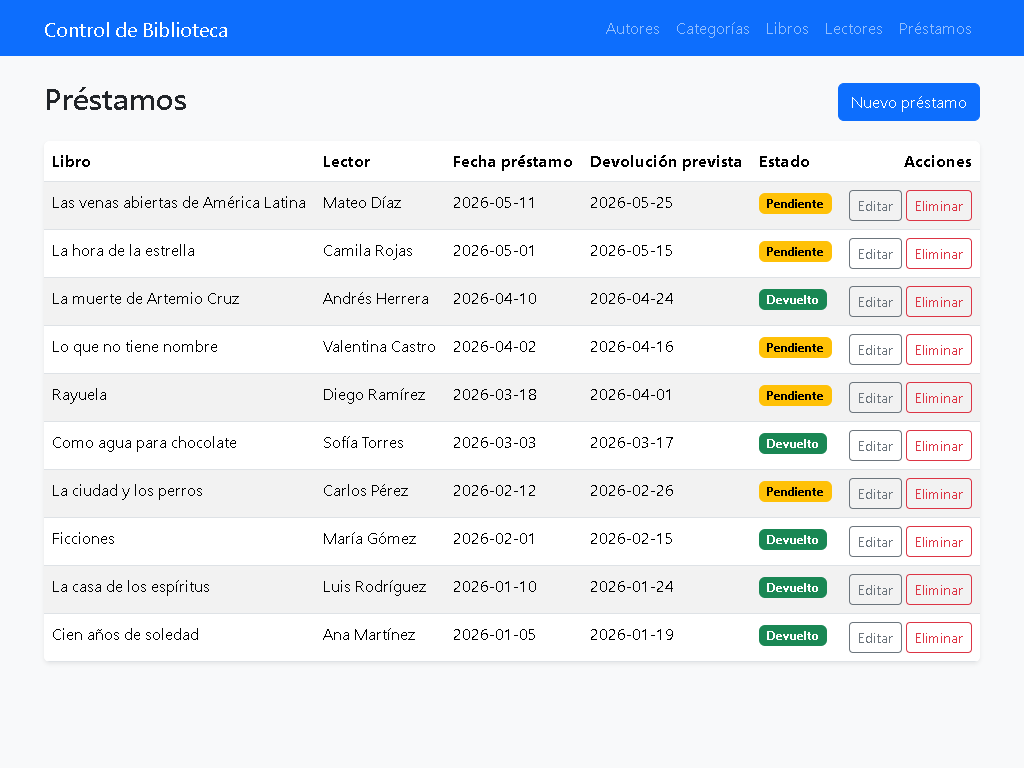 Control de Biblioteca Autores Categorías Libros Lectores Préstamos
Préstamos Nuevo préstamo
Libro Lector Fecha préstamo Devolución prevista Estado Acciones
Las venas abiertas de América Latina Mateo Díaz 2026-05-11 2026-05-25 Pendiente Editar Eliminar
La hora de la estrella Camila Rojas 2026-05-01 2026-05-15 Pendiente Editar Eliminar
La muerte de Artemio Cruz Andrés Herrera 2026-04-10 2026-04-24 Devuelto Editar Eliminar
Lo que no tiene nombre Valentina Castro 2026-04-02 2026-04-16 Pendiente Editar Eliminar
Rayuela Diego Ramírez 2026-03-18 2026-04-01 Pendiente Editar Eliminar
Como agua para chocolate Sofía Torres 2026-03-03 2026-03-17 Devuelto Editar Eliminar
La ciudad y los perros Carlos Pérez 2026-02-12 2026-02-26 Pendiente Editar Eliminar
Ficciones María Gómez 2026-02-01 2026-02-15 Devuelto Editar Eliminar
La casa de los espíritus Luis Rodríguez 2026-01-10 2026-01-24 Devuelto Editar Eliminar
Cien años de soledad Ana Martínez 2026-01-05 2026-01-19 Devuelto Editar Eliminar